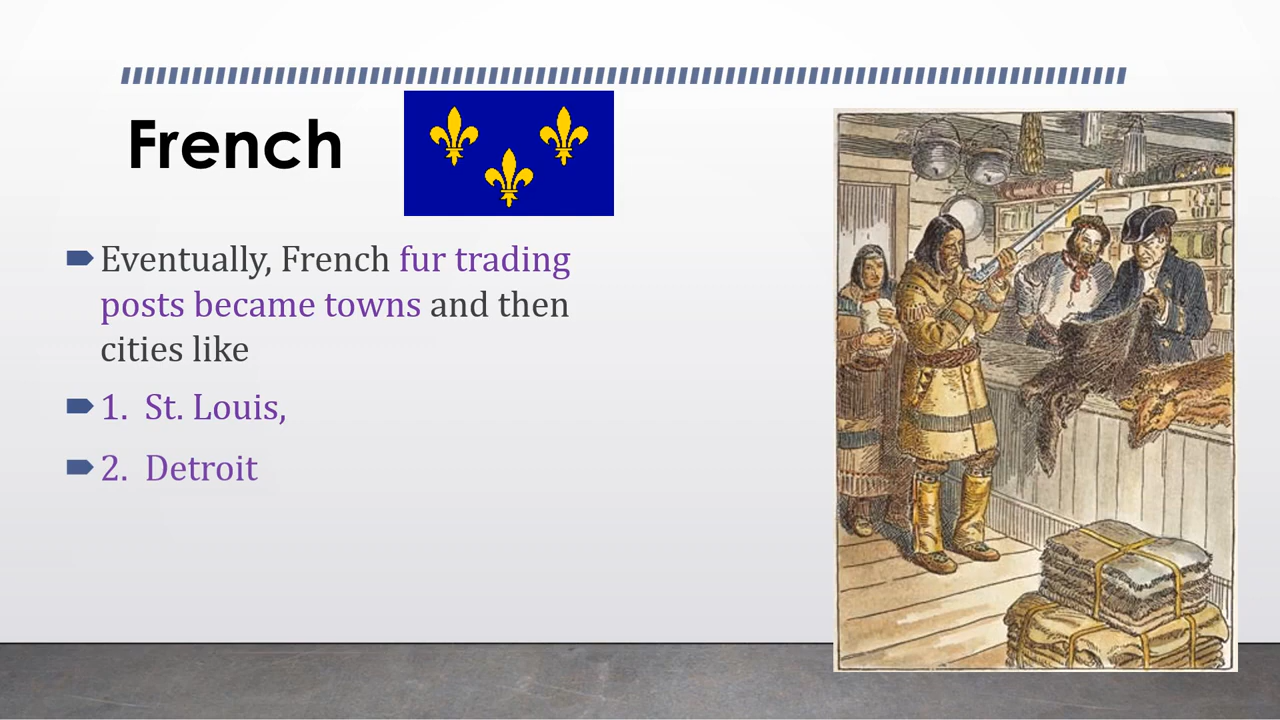 French
Eventually, French fur trading
posts became towns and then
cities like
1. St. Louis,
2. Detroit